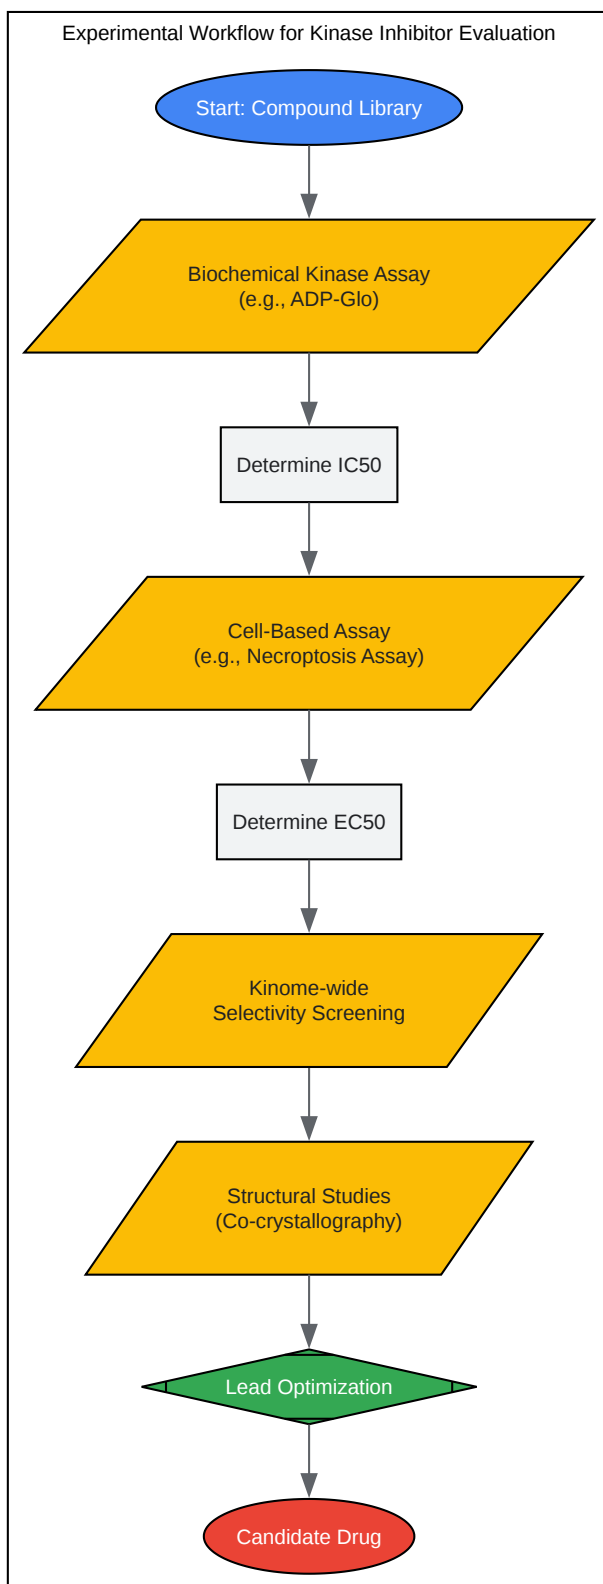 Experimental Workflow for Kinase Inhibitor Evaluation
Start: Compound Library
Biochemical Kinase Assay
(e.g., ADP-Glo)
Determine IC50
Cell-Based Assay
(e.g., Necroptosis Assay)
Determine EC50
Kinome-wide
Selectivity Screening
Structural Studies
(Co-crystallography)
Lead Optimization
Candidate Drug